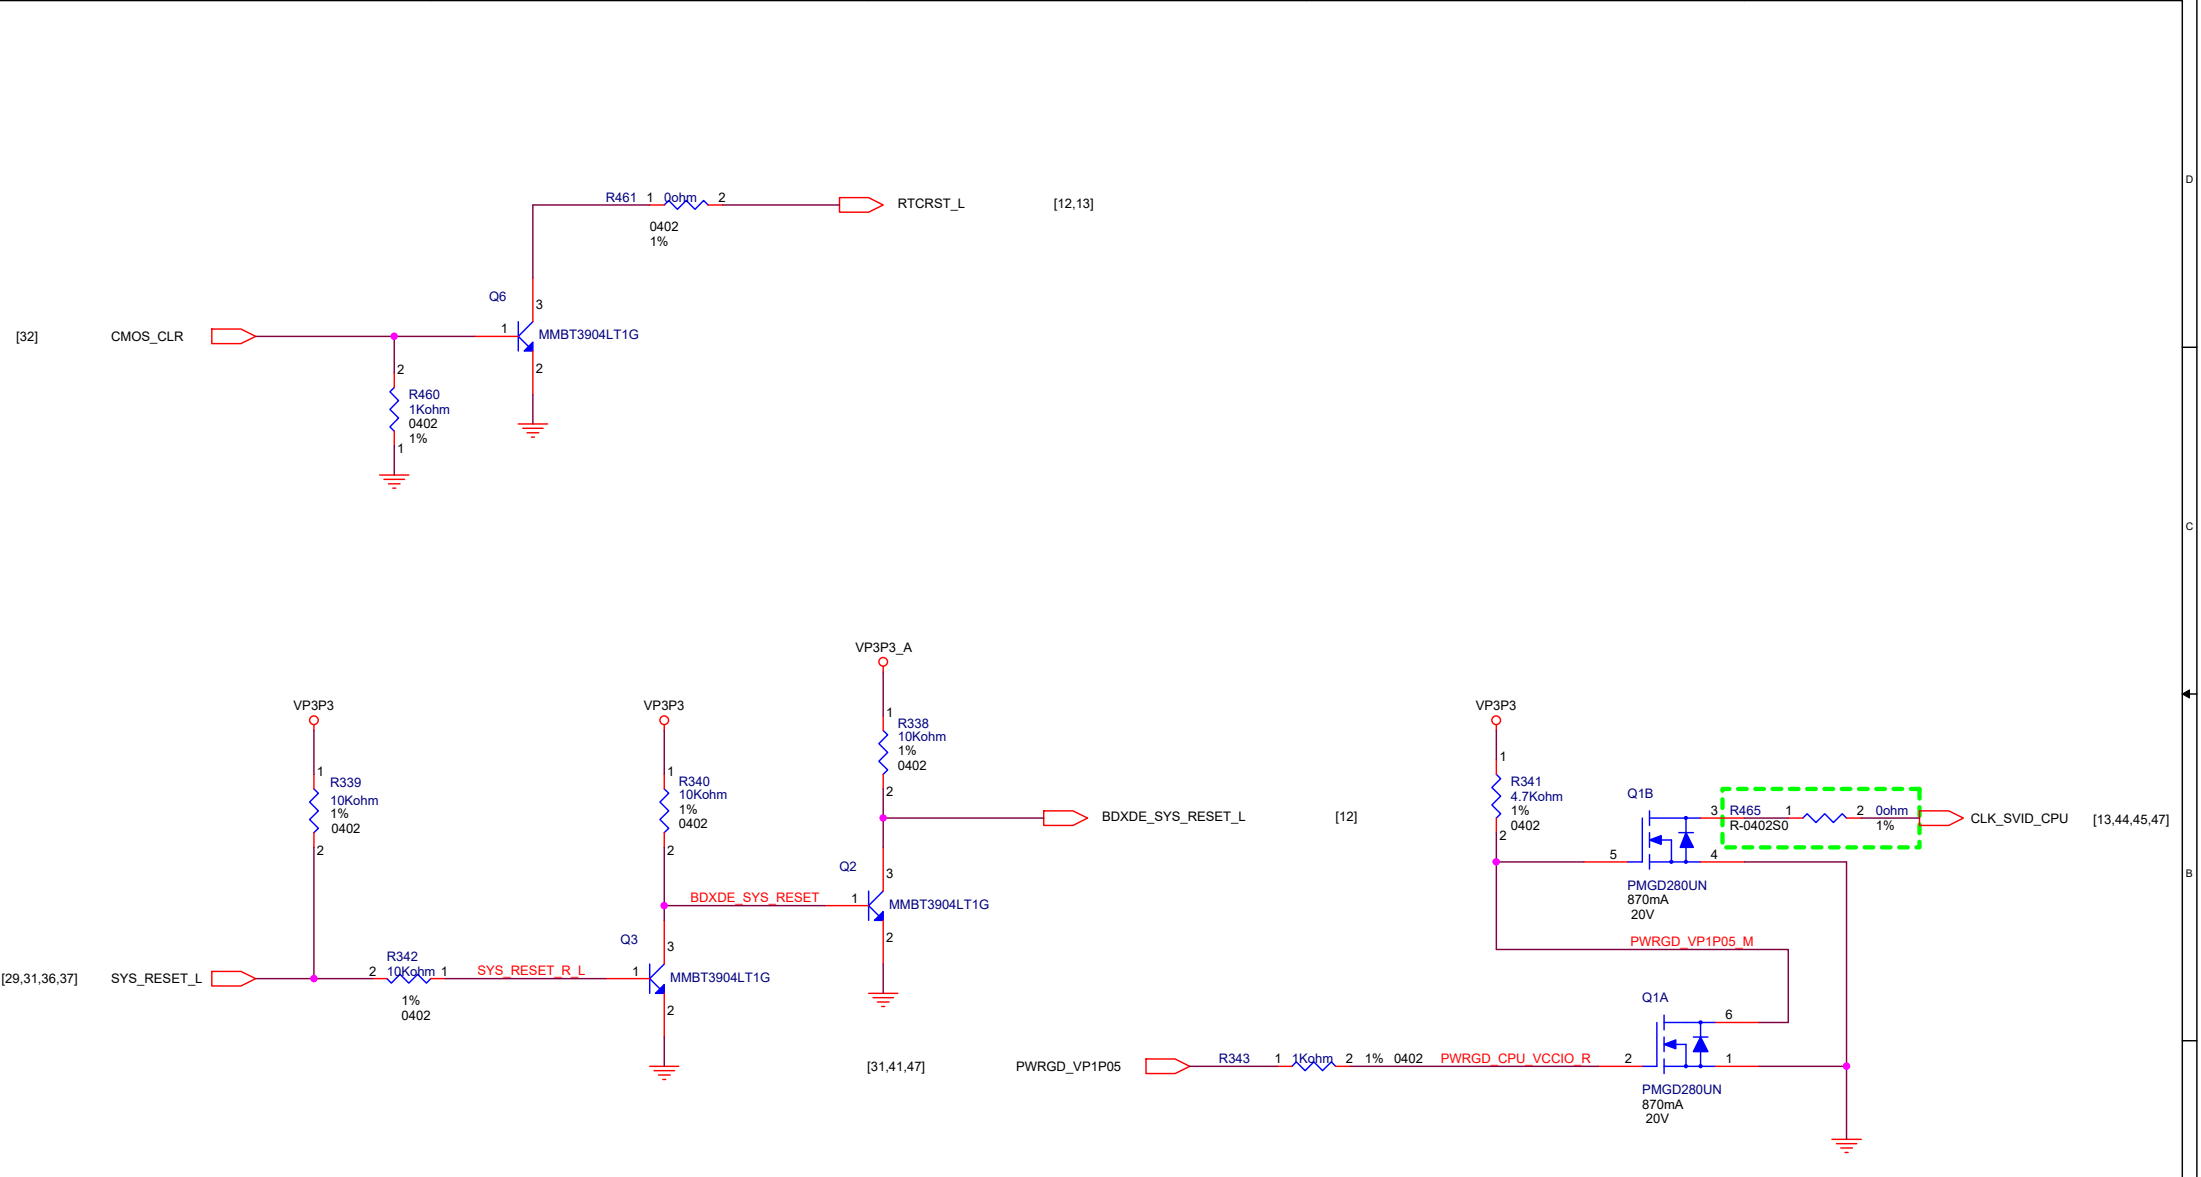 D
R461 1 0ohm 2
RTCRST_L [12,13]
0402
1%
Q6
3
1
MMBT3904LT1G
[32] CMOS_CLR
2
2
R460
1Kohm
0402
1%
1
C
VP3P3_A
VP3P3
VP3P3
VP3P3
1
R338
10Kohm
1%
0402
2
1
R339
10Kohm
1%
0402
2
1
R340
10Kohm
1%
0402
2
1
R341
4.7Kohm
1%
0402
2
BDXDE_SYS_RESET_L [12]
Q1B
3 R465 1 2 0ohm
R-0402S0 1%
CLK_SVID_CPU [13,44,45,47]
5 4
PMGD280UN
870mA
20V
B
Q2
3
BDXDE_SYS_RESET 1
MMBT3904LT1G
2
Q3
3
PWRGD_VP1P05_M
R342
[29,31,36,37] SYS_RESET_L 2 10Kohm 1 SYS_RESET_R_L 1 MMBT3904LT1G
1%
0402
2
Q1A
6
[31,41,47] PWRGD_VP1P05 R343 1 1Kohm 2 1% 0402 PWRGD_CPU_VCCIO_R 2 1
PMGD280UN
870mA
20V